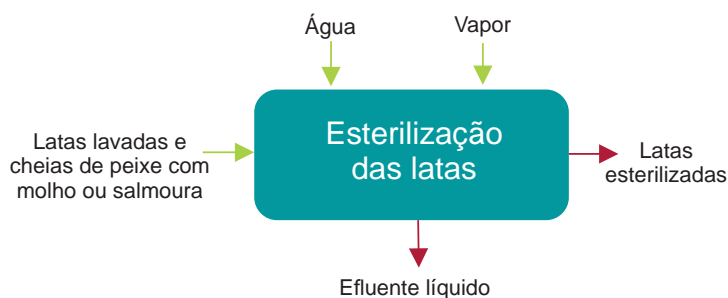 Água
Vapor
Latas lavadas e
cheias de peixe com
molho ou salmoura
Esterilização
das latas
Latas
esterilizadas
Efluente líquido